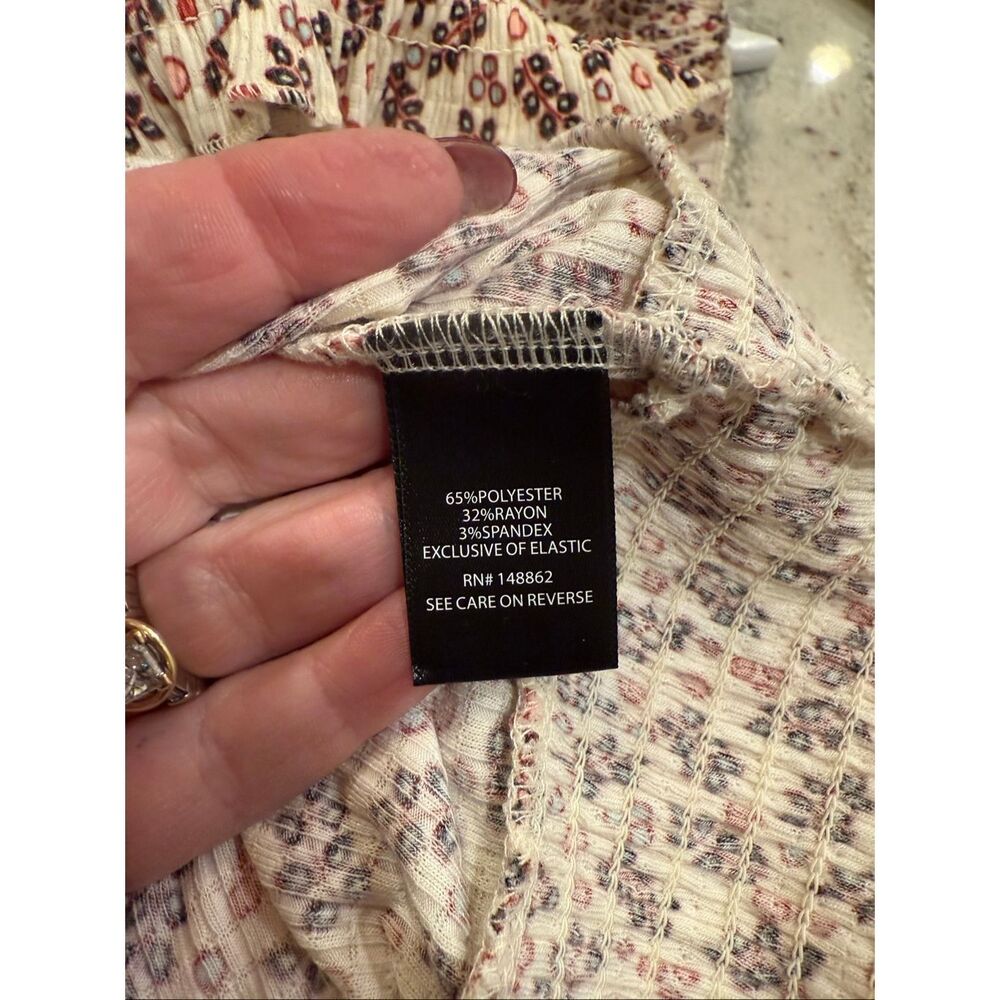 65%POLYESTER
32%RAYON
3%SPANDEX
EXCLUSIVE OF ELASTIC
RN# 148862
SEE CARE ON REVERSE